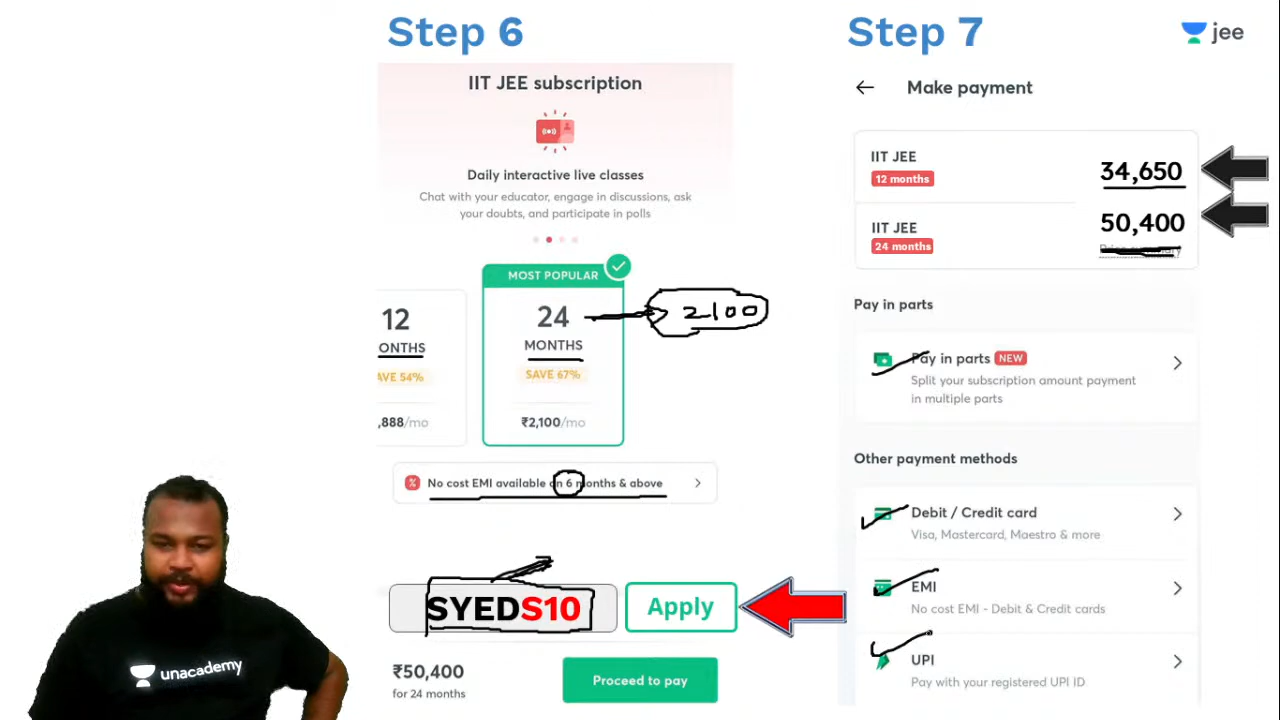 Step 6
IIT JEE subscription
Daily interactive live classes
Chat with your educator, engage in discussions, ask
your doubts, and participate in polls
MOST POPULAR
12
ONTHS
AVE 54%
,888/mo
24
MONTHS
SAVE 67%
₹2,100/mo
2100
No cost EMI available on 6 months & above
SYEDS10
Apply
₹50,400
for 24 months
Proceed to pay
Step 7
jee
Make payment
IIT JEE
12 months
34,650
IIT JEE
24 months
50,400
Pay in parts
Pay in parts NEW
Split your subscription amount payment
in multiple parts
Other payment methods
Debit / Credit card
Visa, Mastercard, Maestro & more
EMI
No cost EMI - Debit & Credit cards
UPI
Pay with your registered UPI ID
unacademy